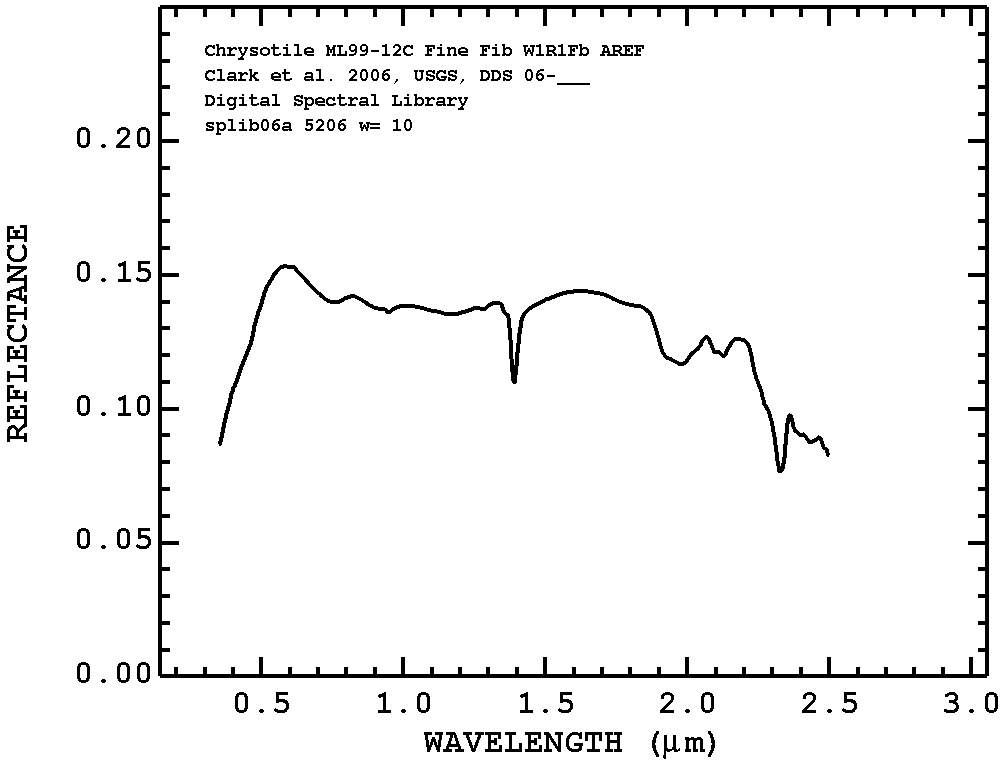 Chrysotile ML99-12C Fine Fib W1R1Fb AREF
Clark et al. 2006, USGS, DDS 06-___
Digital Spectral Library
splib06a 5206 w= 10
REFLECTANCE
0.20
0.15
0.10
0.05
0.00
0.5 1.0 1.5 2.0 2.5 3.0
WAVELENGTH (μm)